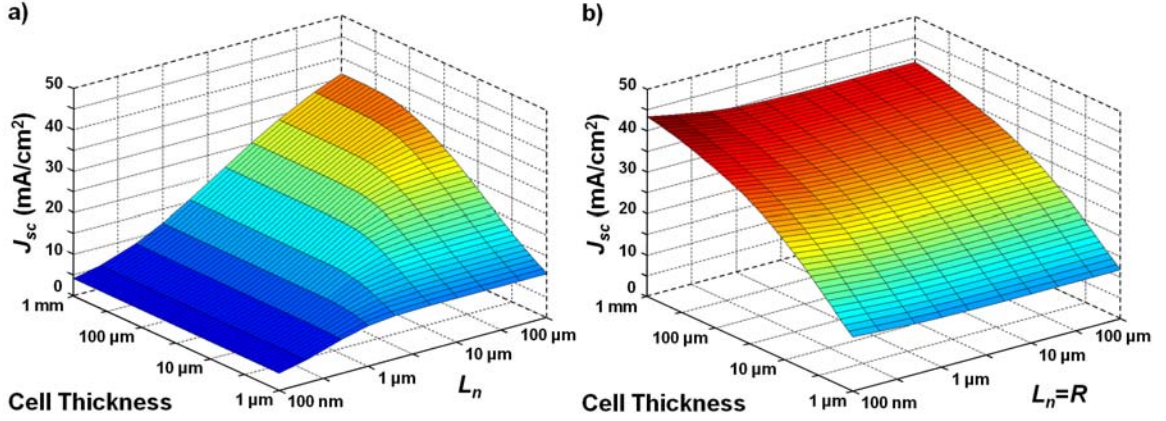 a)
50
40
30
20
10
0
J_sc (mA/cm²)
1 mm
100 µm
10 µm
1 µm
Cell Thickness
100 nm
1 µm
10 µm
100 µm
L_n
b)
50
40
30
20
10
0
J_sc (mA/cm²)
1 mm
100 µm
10 µm
1 µm
Cell Thickness
100 nm
1 µm
10 µm
100 µm
L_n=R